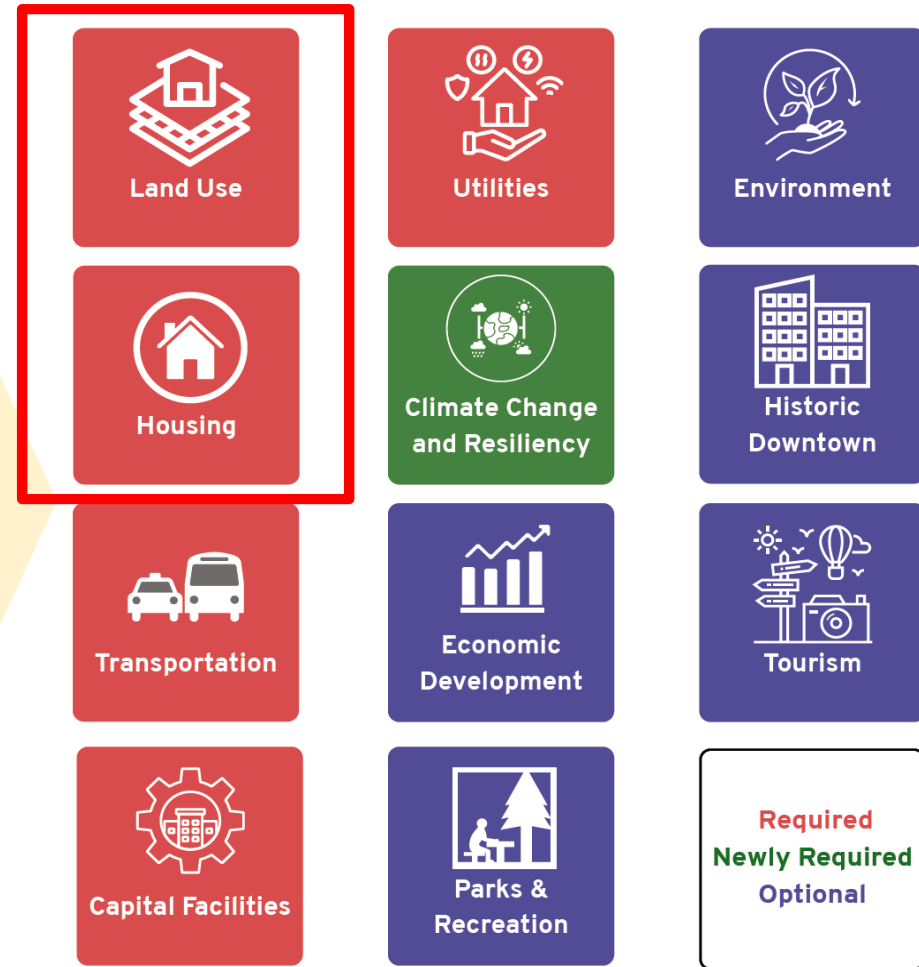 Land Use
Utilities
Environment
Housing
Climate Change
and Resiliency
Historic
Downtown
Transportation
Economic
Development
Tourism
Capital Facilities
Parks &
Recreation
Required
Newly Required
Optional